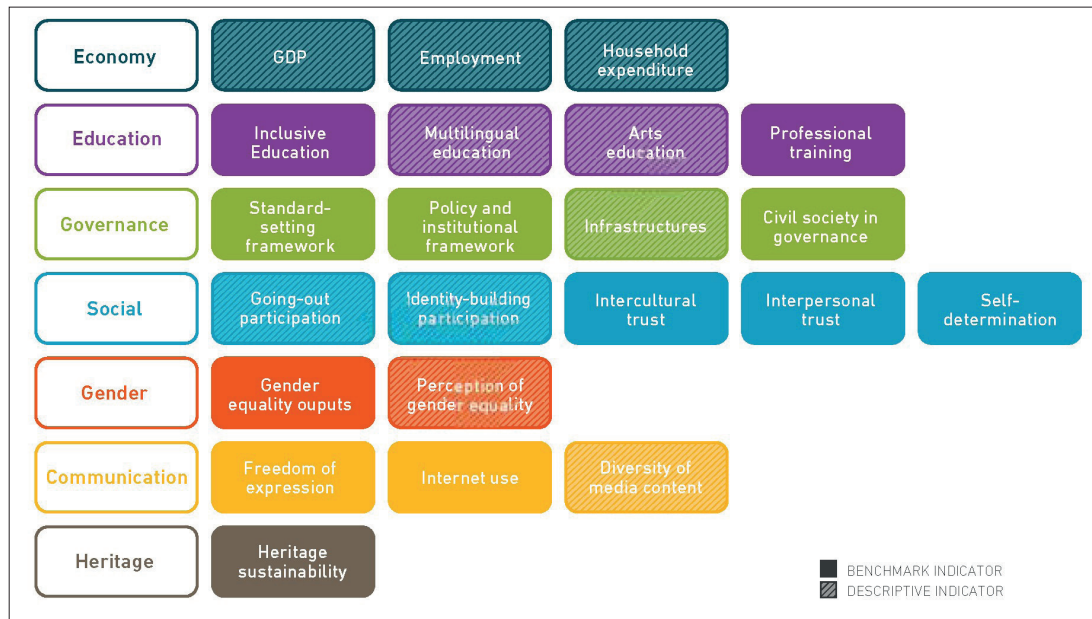 Economy
GDP
Employment
Household
expenditure
Education
Inclusive
Education
Multilingual
education
Arts
education
Professional
training
Governance
Standard-
setting
framework
Policy and
institutional
framework
Infrastructures
Civil society in
governance
Social
Going-out
participation
Identity-building
participation
Intercultural
trust
Interpersonal
trust
Self-
determination
Gender
Gender
equality ouputs
Perception of
gender equality
Communication
Freedom of
expression
Internet use
Diversity of
media content
Heritage
Heritage
sustainability
BENCHMARK INDICATOR
DESCRIPTIVE INDICATOR